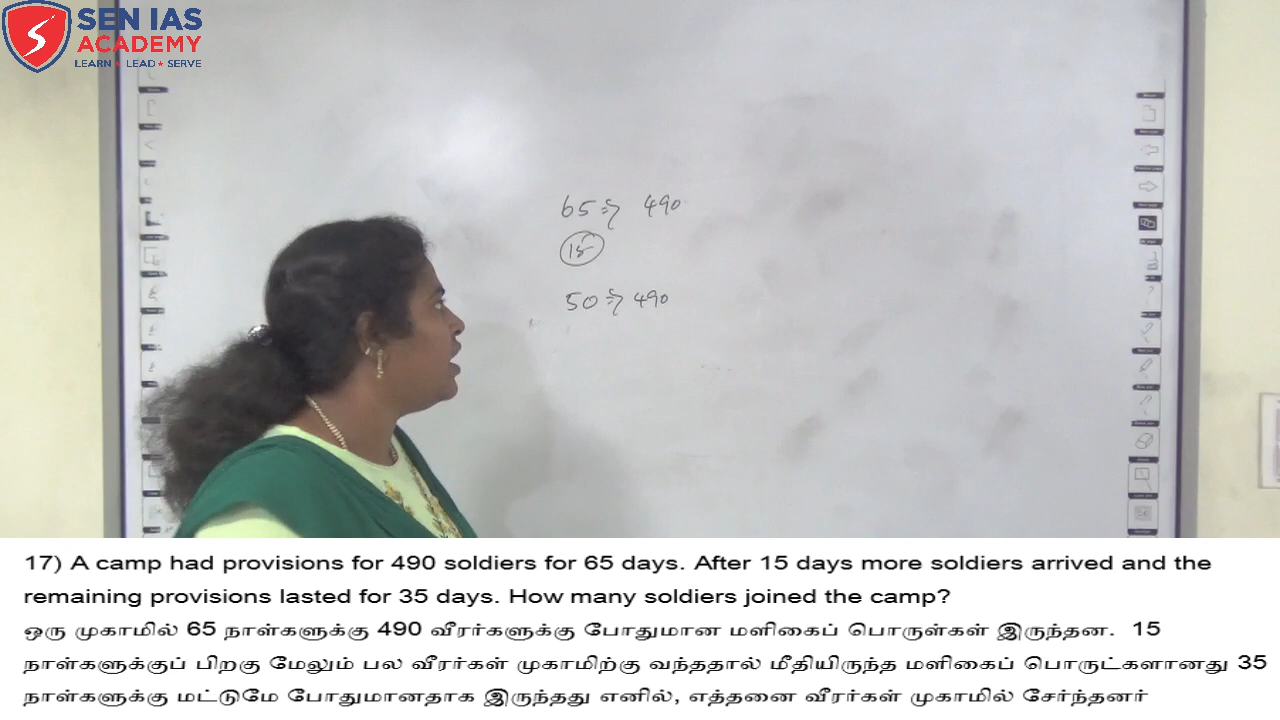 SEN IAS
ACADEMY
LEARN ★ LEAD ★ SERVE
65 ⇒ 490
15
50 ⇒ 490
17) A camp had provisions for 490 soldiers for 65 days. After 15 days more soldiers arrived and the
remaining provisions lasted for 35 days. How many soldiers joined the camp?
ஒரு முகாமில் 65 நாள்களுக்கு 490 வீரர்களுக்கு போதுமான மளிகைப் பொருள்கள் இருந்தன. 15
நாள்களுக்குப் பிறகு மேலும் பல வீரர்கள் முகாமிற்கு வந்ததால் மீதியிருந்த மளிகைப் பொருட்களானது 35
நாள்களுக்கு மட்டுமே போதுமானதாக இருந்தது எனில், எத்தனை வீரர்கள் முகாமில் சேர்ந்தனர்